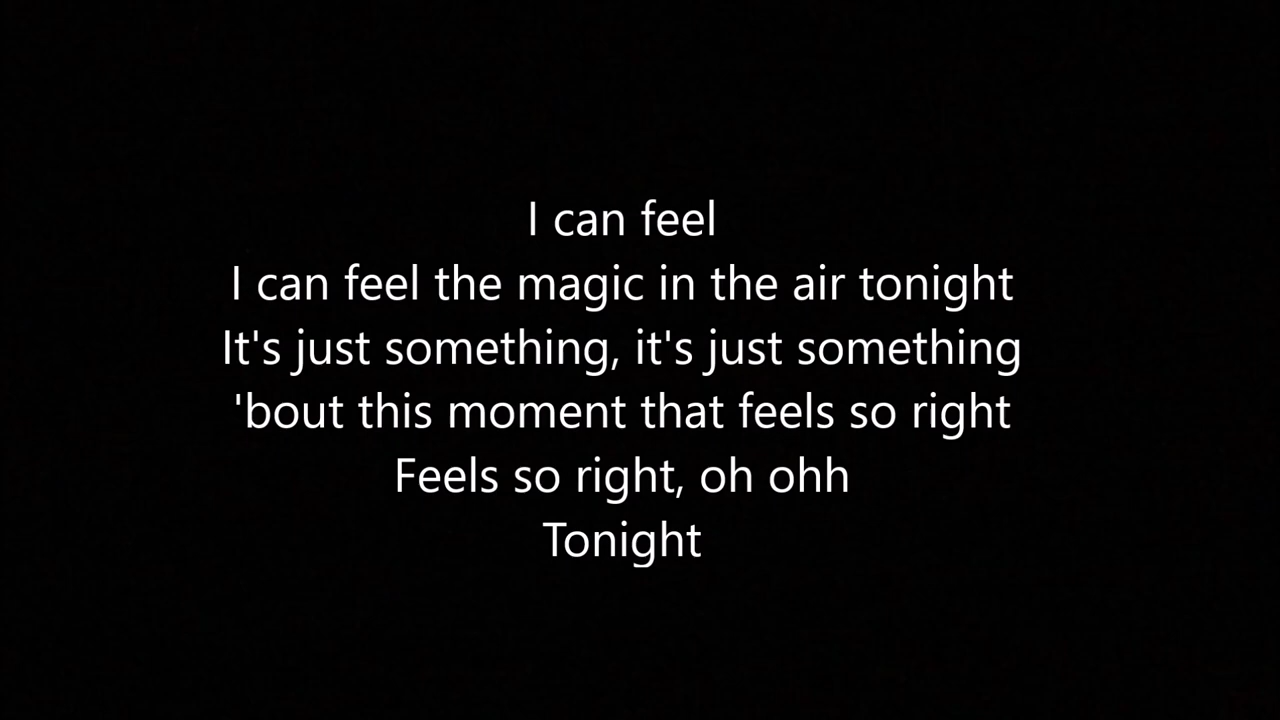 I can feel
I can feel the magic in the air tonight
It's just something, it's just something
'bout this moment that feels so right
Feels so right, oh ohh
Tonight